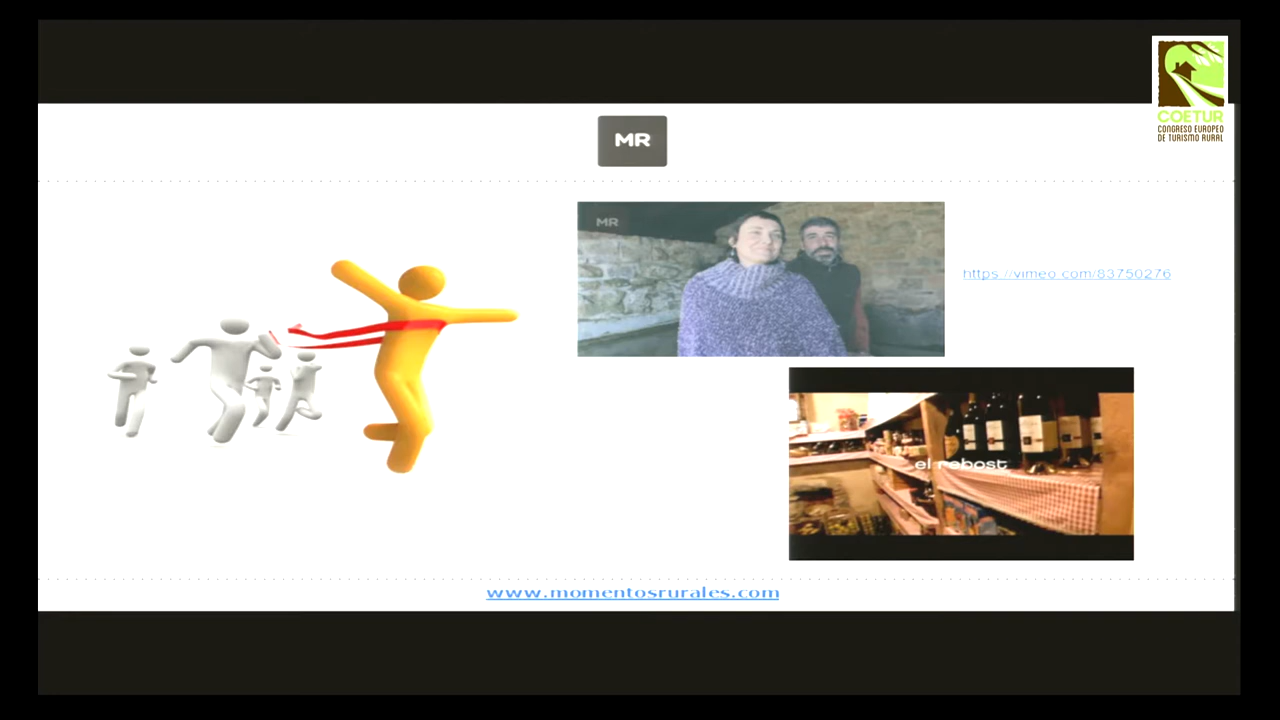 COETUR
CONGRESO EUROPEO
DE TURISMO RURAL
MR
MR
https://vimeo.com/83750276
el rebost
www.momentosrurales.com